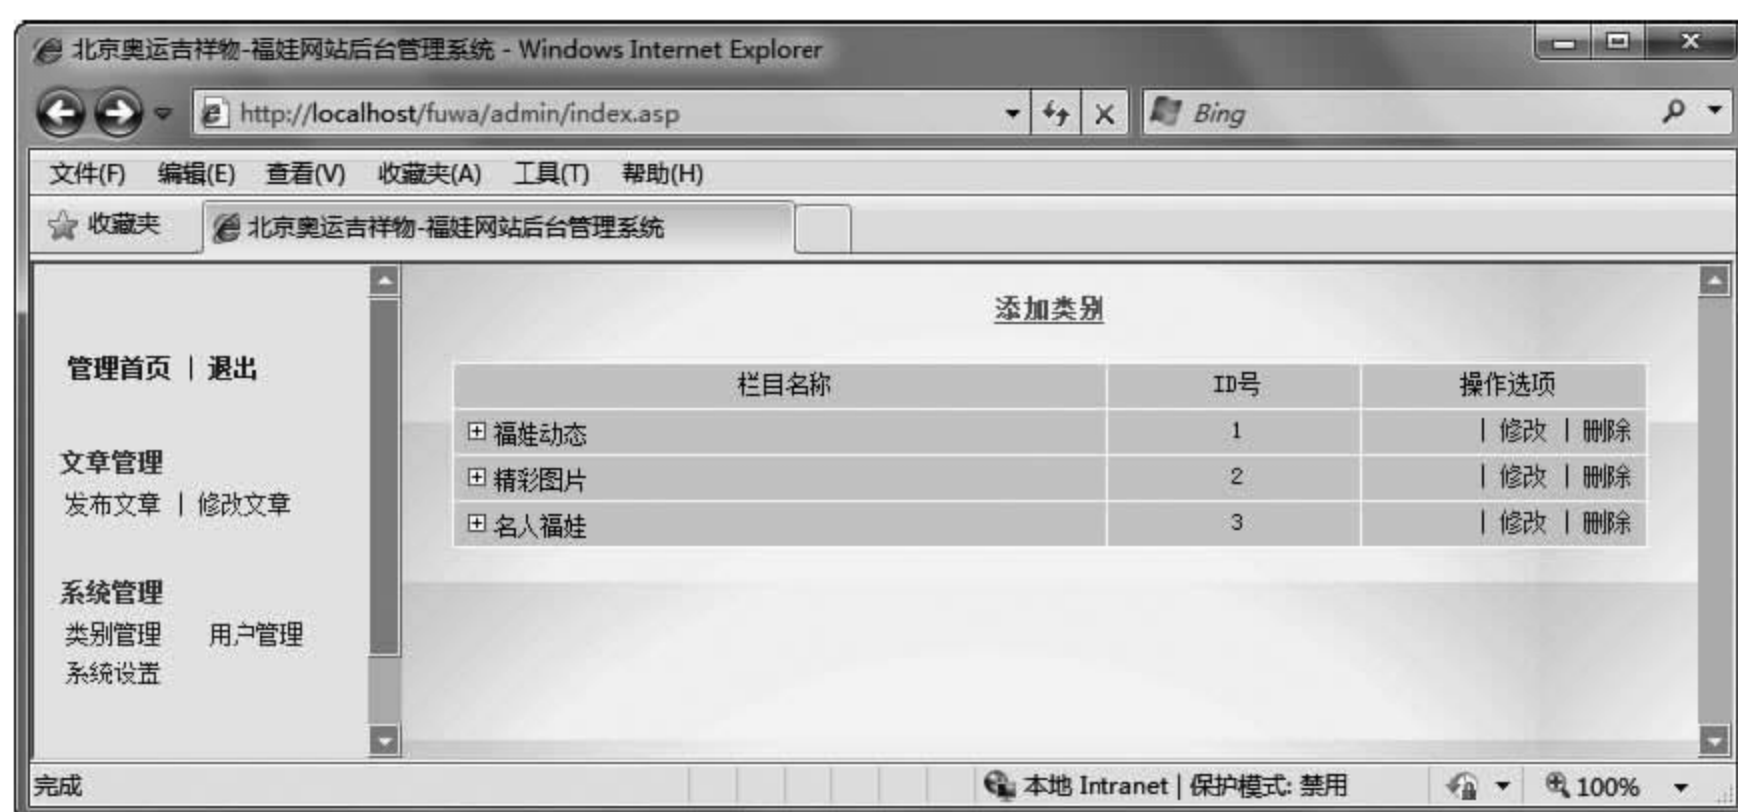 北京奥运吉祥物-福娃网站后台管理系统 - Windows Internet Explorer
http://localhost/fuwa/admin/index.asp
Bing
文件(F) 编辑(E) 查看(V) 收藏夹(A) 工具(T) 帮助(H)
收藏夹 北京奥运吉祥物-福娃网站后台管理系统
添加类别
管理首页 | 退出
栏目名称 ID号 操作选项
福娃动态 1 | 修改 | 删除
文章管理
精彩图片 2 | 修改 | 删除
发布文章 | 修改文章
名人福娃 3 | 修改 | 删除
系统管理
类别管理 用户管理
系统设置
完成 本地 Intranet | 保护模式: 禁用 100%